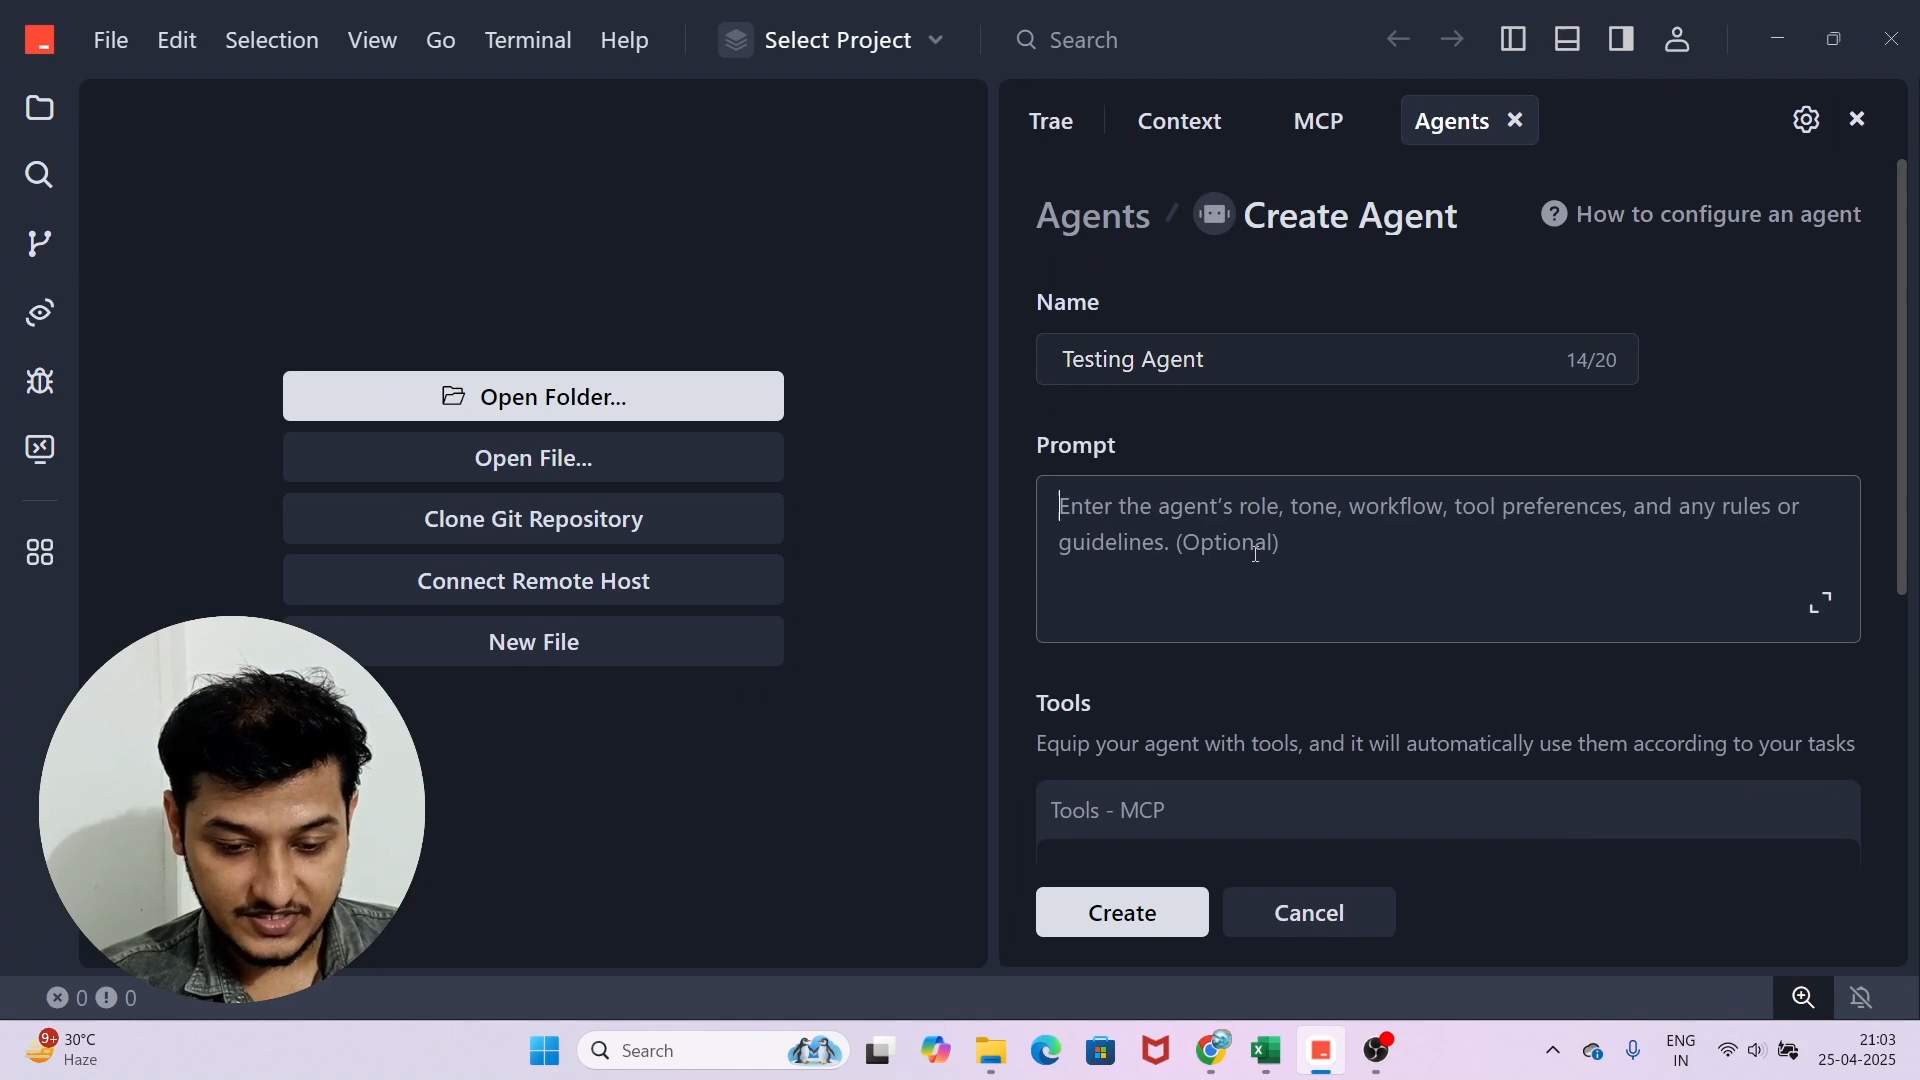 File Edit Selection View Go Terminal Help Select Project Search
Trae Context MCP Agents
Agents / Create Agent How to configure an agent
Name
Testing Agent 14/20
Prompt
Enter the agent's role, tone, workflow, tool preferences, and any rules or
guidelines. (Optional)
Tools
Equip your agent with tools, and it will automatically use them according to your tasks
Tools - MCP
Create Cancel
Open Folder...
Open File...
Clone Git Repository
Connect Remote Host
New File
0 0
9+ 30°C
Haze
Search
ENG
IN
21:03
25-04-2025